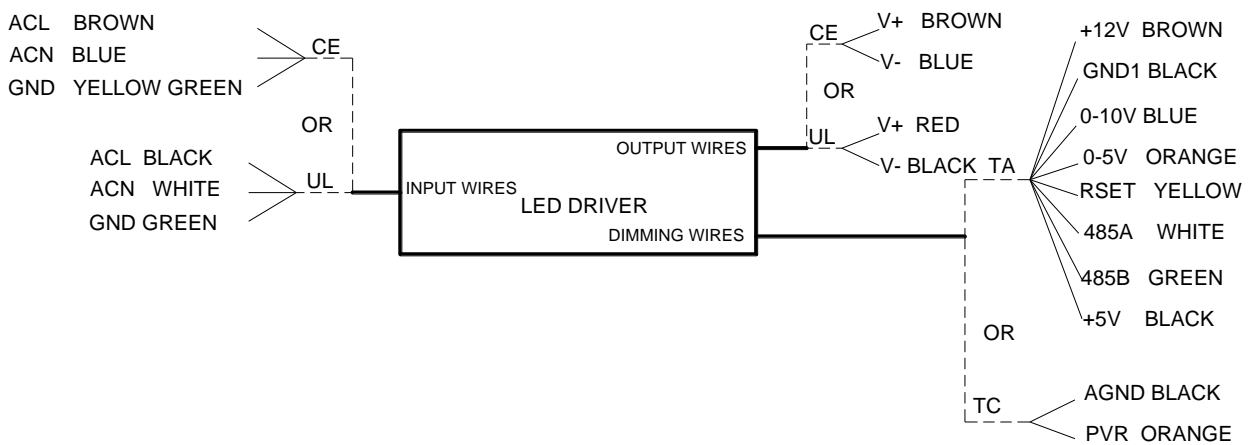 ACL BROWN
ACN BLUE
GND YELLOW GREEN
CE
OR
ACL BLACK
ACN WHITE
GND GREEN
UL
INPUT WIRES
LED DRIVER
OUTPUT WIRES
DIMMING WIRES
CE
V+ BROWN
V- BLUE
OR
UL
V+ RED
V- BLACK
TA
+12V BROWN
GND1 BLACK
0-10V BLUE
0-5V ORANGE
RSET YELLOW
485A WHITE
485B GREEN
+5V BLACK
OR
TC
AGND BLACK
PVR ORANGE